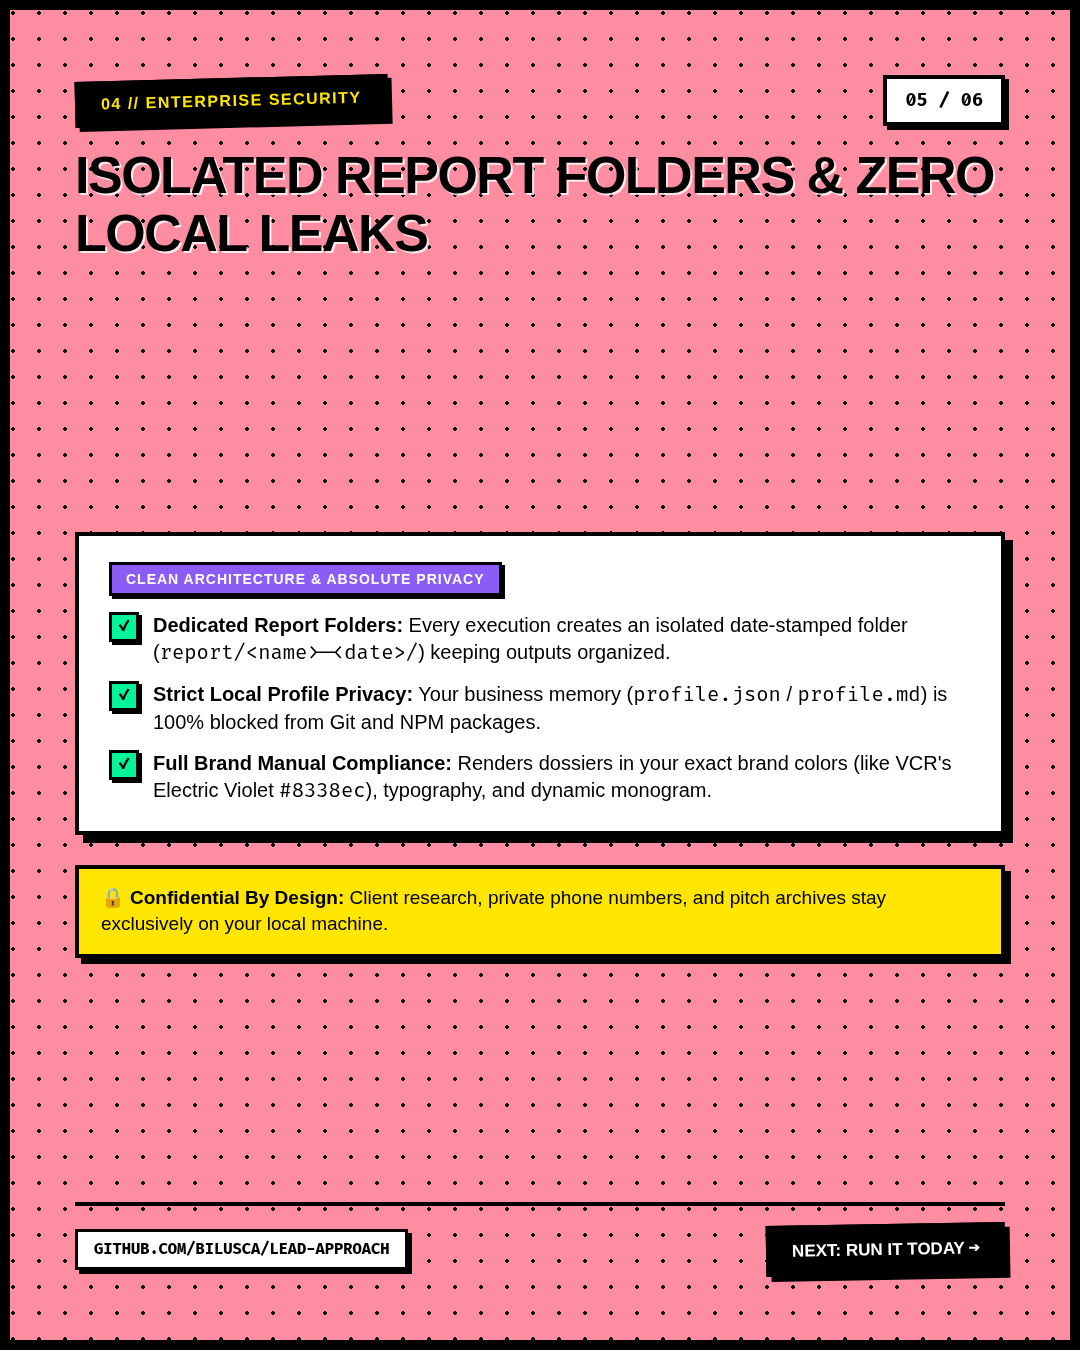 04 // ENTERPRISE SECURITY
05 / 06
ISOLATED REPORT FOLDERS & ZERO
LOCAL LEAKS
CLEAN ARCHITECTURE & ABSOLUTE PRIVACY
✓ Dedicated Report Folders: Every execution creates an isolated date-stamped folder
(report/<name>-<date>/) keeping outputs organized.
✓ Strict Local Profile Privacy: Your business memory (profile.json / profile.md) is
100% blocked from Git and NPM packages.
✓ Full Brand Manual Compliance: Renders dossiers in your exact brand colors (like VCR's
Electric Violet #8338ec), typography, and dynamic monogram.
🔒 Confidential By Design: Client research, private phone numbers, and pitch archives stay
exclusively on your local machine.
GITHUB.COM/BILUSCA/LEAD-APPROACH
NEXT: RUN IT TODAY ➔